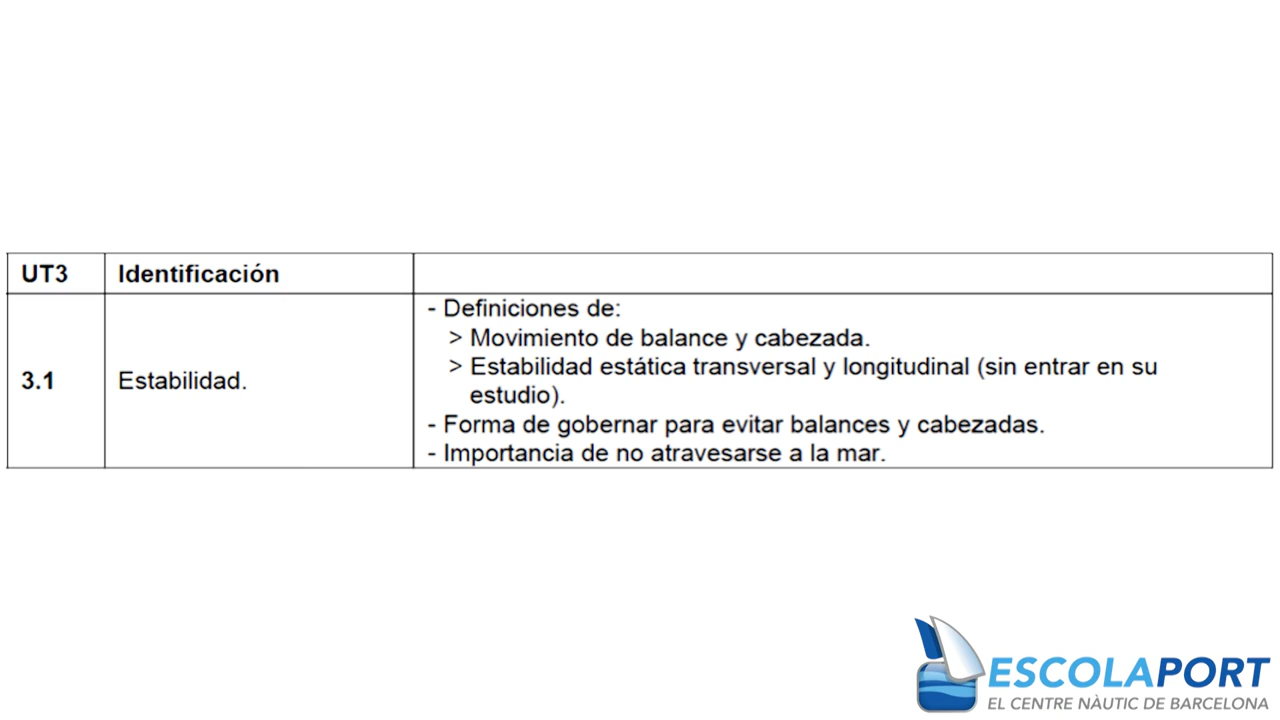 UT3 Identificación
- Definiciones de:
> Movimiento de balance y cabezada.
> Estabilidad estática transversal y longitudinal (sin entrar en su
estudio).
3.1 Estabilidad.
- Forma de gobernar para evitar balances y cabezadas.
- Importancia de no atravesarse a la mar.
ESCOLAPORT
EL CENTRE NÀUTIC DE BARCELONA